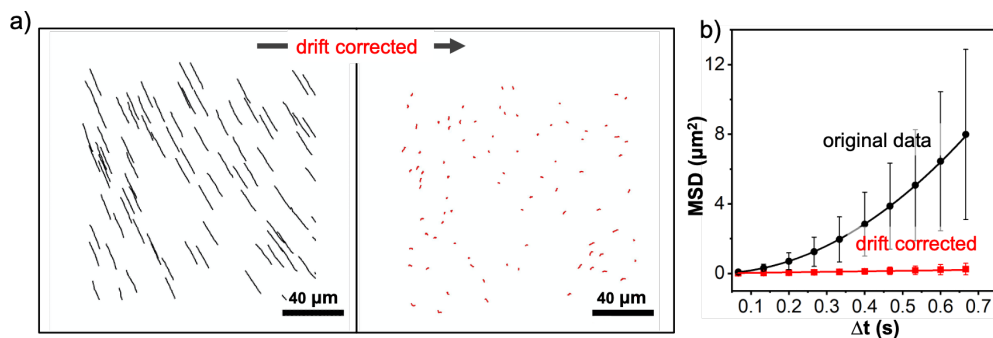 a)
drift corrected
40 µm
40 µm
b)
12
8
4
0
MSD (µm²)
original data
drift corrected
0.1 0.2 0.3 0.4 0.5 0.6 0.7
Δt (s)